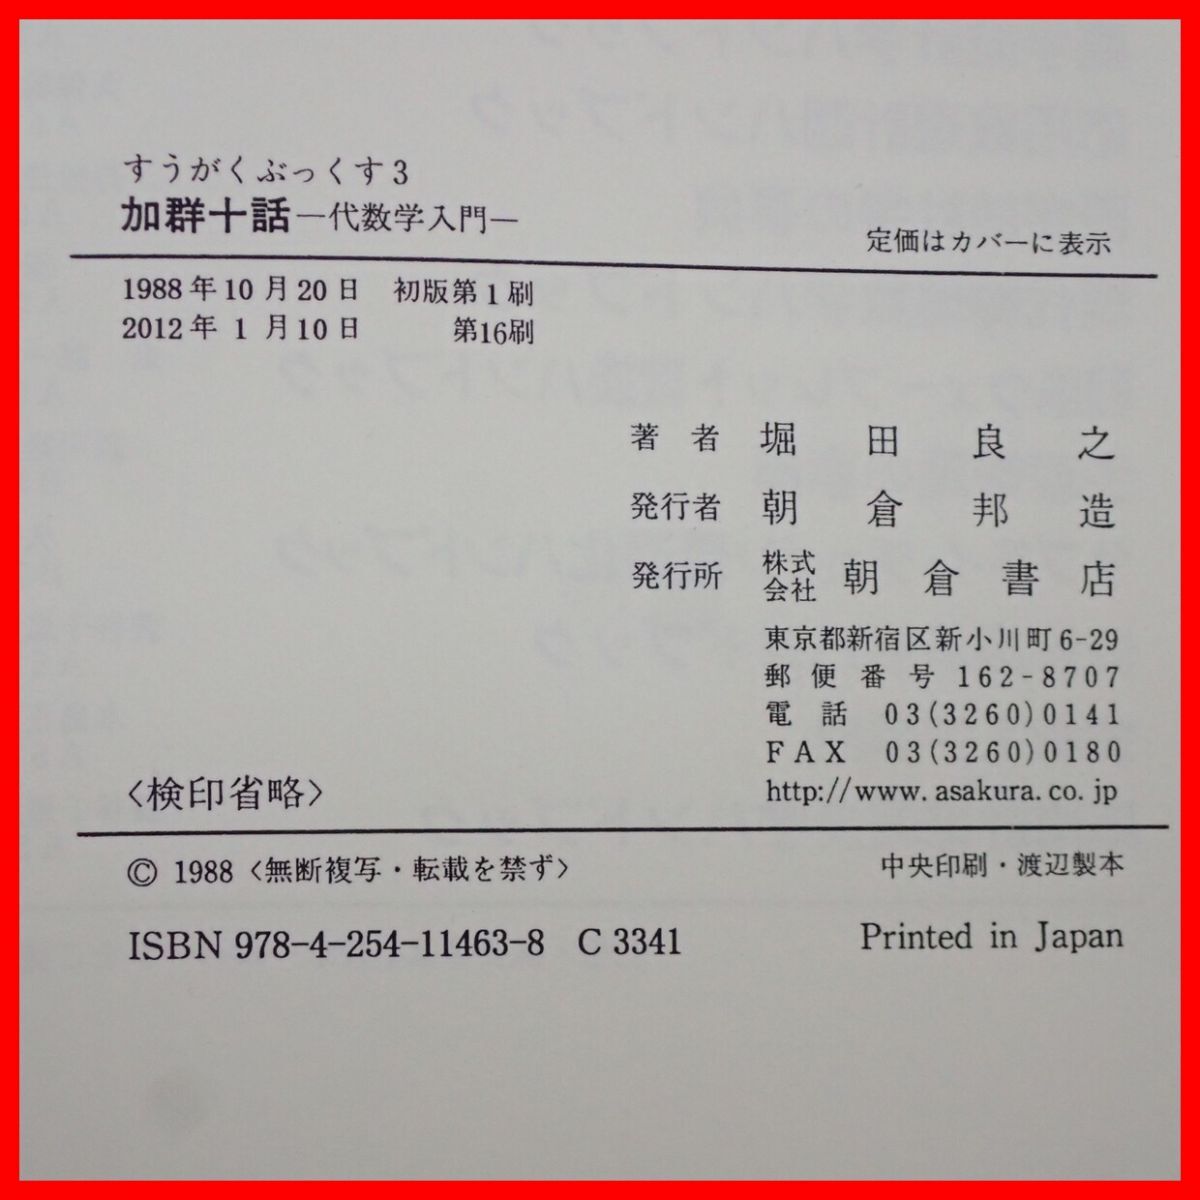 すうがくぶっくす3
加群十話―代数学入門―
定価はカバーに表示
1988年10月20日 初版第1刷
2012年1月10日 第16刷
著者 堀田良之
発行者 朝倉邦造
発行所 株式会社 朝倉書店
東京都新宿区新小川町6-29
郵便番号 162-8707
電話 03(3260)0141
FAX 03(3260)0180
http://www.asakura.co.jp
〈検印省略〉
© 1988〈無断複写・転載を禁ず〉 中央印刷・渡辺製本
ISBN 978-4-254-11463-8 C 3341 Printed in Japan